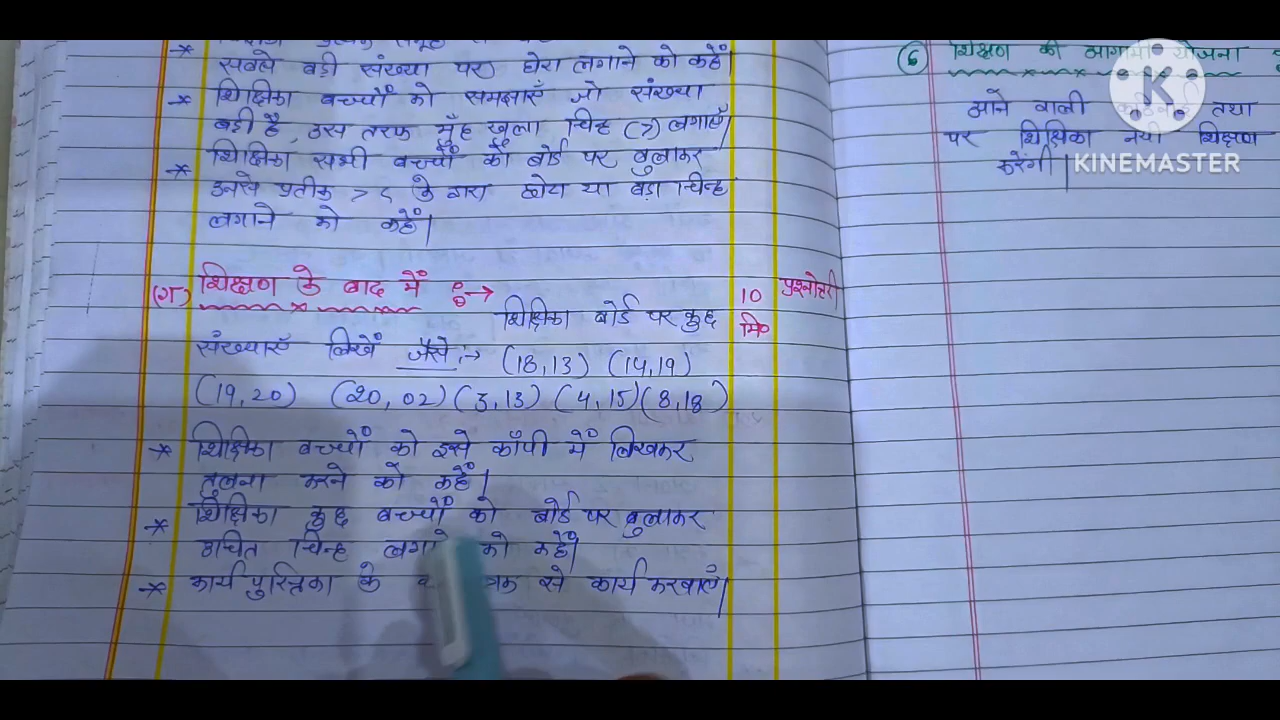 सबसे बड़ी संख्या पर घेरा लगाने को कहें।
* शिक्षिका बच्चों को समझाएँ जो संख्या
बड़ी है, उस तरफ मुँह खुला चिन्ह (>) लगाएँ।
* शिक्षिका सभी बच्चों को बोर्ड पर बुलाकर
उनसे प्रतीक > < के द्वारा छोटा या बड़ा चिन्ह
लगाने को कहें।
(ग) शिक्षण के बाद में :→
10 मि० प्रश्नोत्तरी
शिक्षिका बोर्ड पर कुछ
संख्याएँ लिखें जैसे :→ (18,13) (14,19)
(19,20) (20,02) (3,13) (4,15) (8,18)
* शिक्षिका बच्चों को इसे कॉपी में लिखकर
तुलना करने को कहें।
* शिक्षिका कुछ बच्चों को बोर्ड पर बुलाकर
उचित चिन्ह लगाने को कहें।
* कार्य पुस्तिका के से कार्य करवाएँ।
⑥ शिक्षण की आगामी योजना
आने वाली तथा
पर शिक्षिका नयी शिक्षण
करेंगी।
K
KINEMASTER